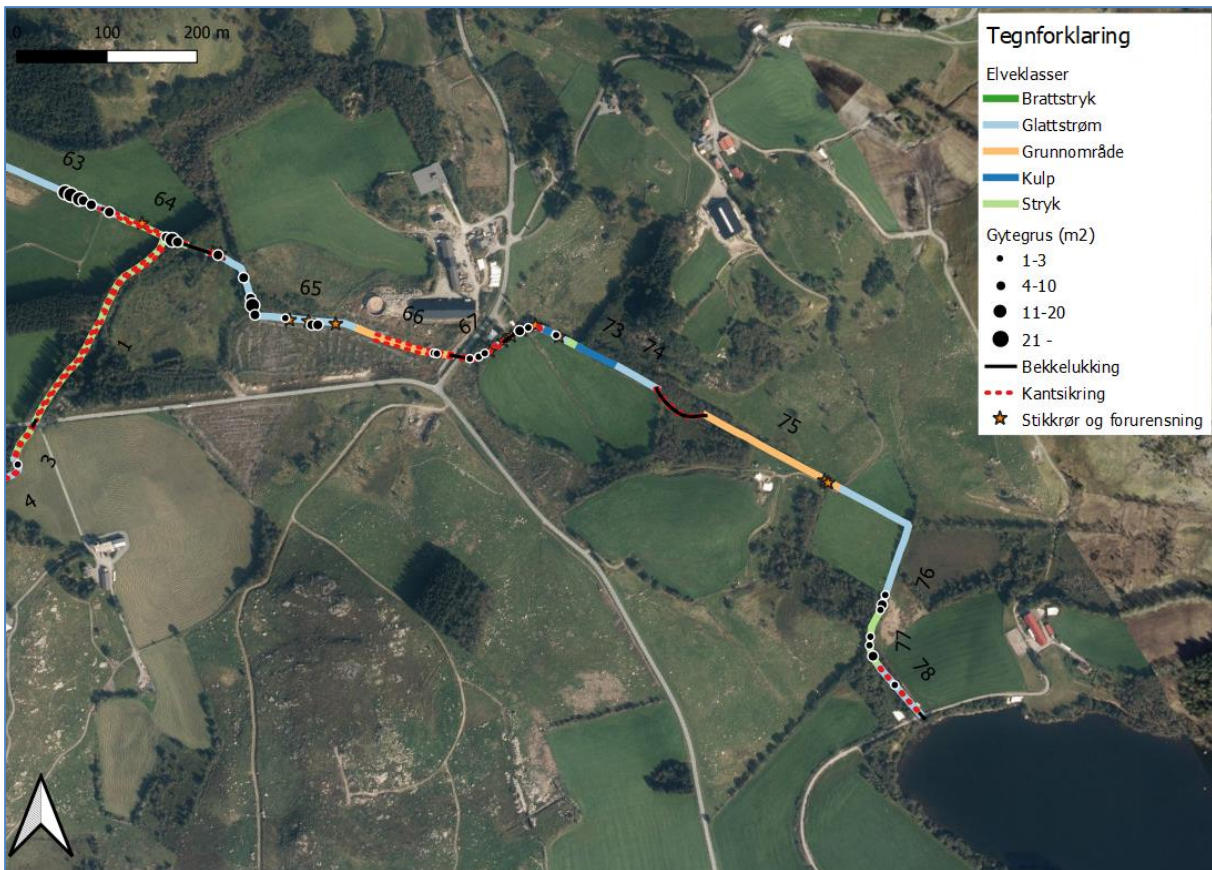 0 100 200 m
Tegnforklaring
Elveklasser
Brattstryk
Glattstrøm
Grunnområde
Kulp
Stryk
Gytegrus (m2)
1-3
4-10
11-20
21 -
Bekkelukking
Kantsikring
Stikkrør og forurensning
63
64
65
66
67
73
74
75
76
77
78
1
3
4